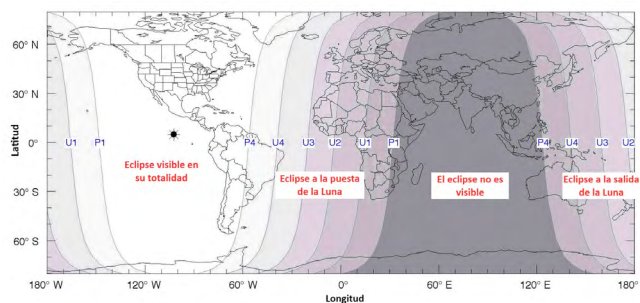 60° N
30° N
0°
30° S
60° S
Latitud
U1 P1 P4 U4 U3 U2 U1 P1 P4 U4 U3 U2
Eclipse visible en
su totalidad
Eclipse a la puesta
de la Luna
El eclipse no es
visible
Eclipse a la salida
de la Luna
180° W 120° W 60° W 0° 60° E 120° E 180°
Longitud